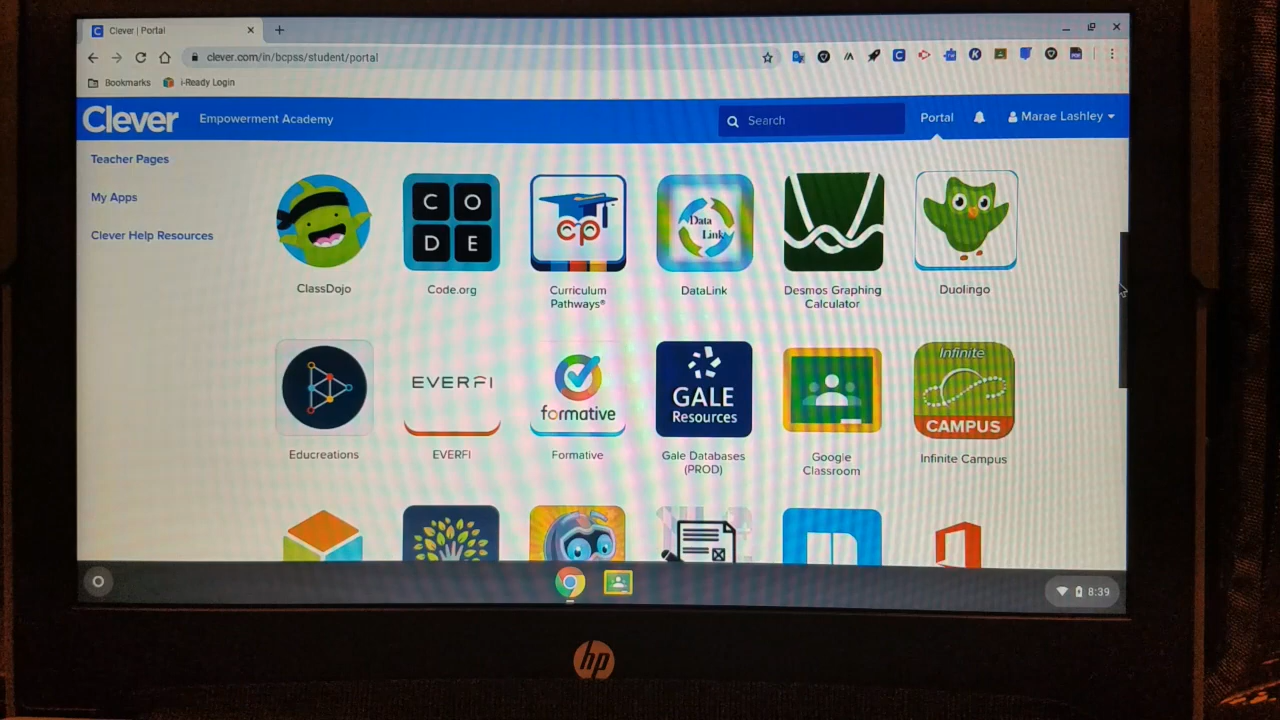 Clever | Portal
clever.com/in/bcpss/student/portal
Bookmarks i-Ready Login
Clever Empowerment Academy Search Portal Marae Lashley
Teacher Pages
My Apps
Clever Help Resources
C O
D E
cp
Data
Link
ClassDojo Code.org Curriculum Pathways® DataLink Desmos Graphing Calculator Duolingo
EVERFI
formative
GALE
Resources
Infinite
CAMPUS
Educreations EVERFI Formative Gale Databases (PROD) Google Classroom Infinite Campus
8:39
hp